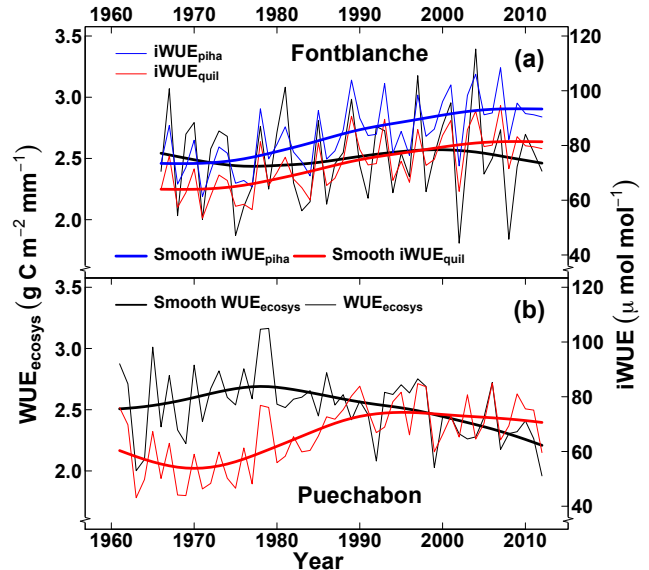 1960 1970 1980 1990 2000 2010
3.5 120
iWUEpiha Fontblanche (a)
iWUEquil
3.0 100
2.5 80
2.0 60
40
Smooth iWUEpiha Smooth iWUEquil
WUEecosys (g C m−2 mm−1)
iWUE (μ mol mol−1)
3.5 120
Smooth WUEecosys WUEecosys (b)
3.0 100
2.5 80
2.0 60
Puechabon
40
1960 1970 1980 1990 2000 2010
Year